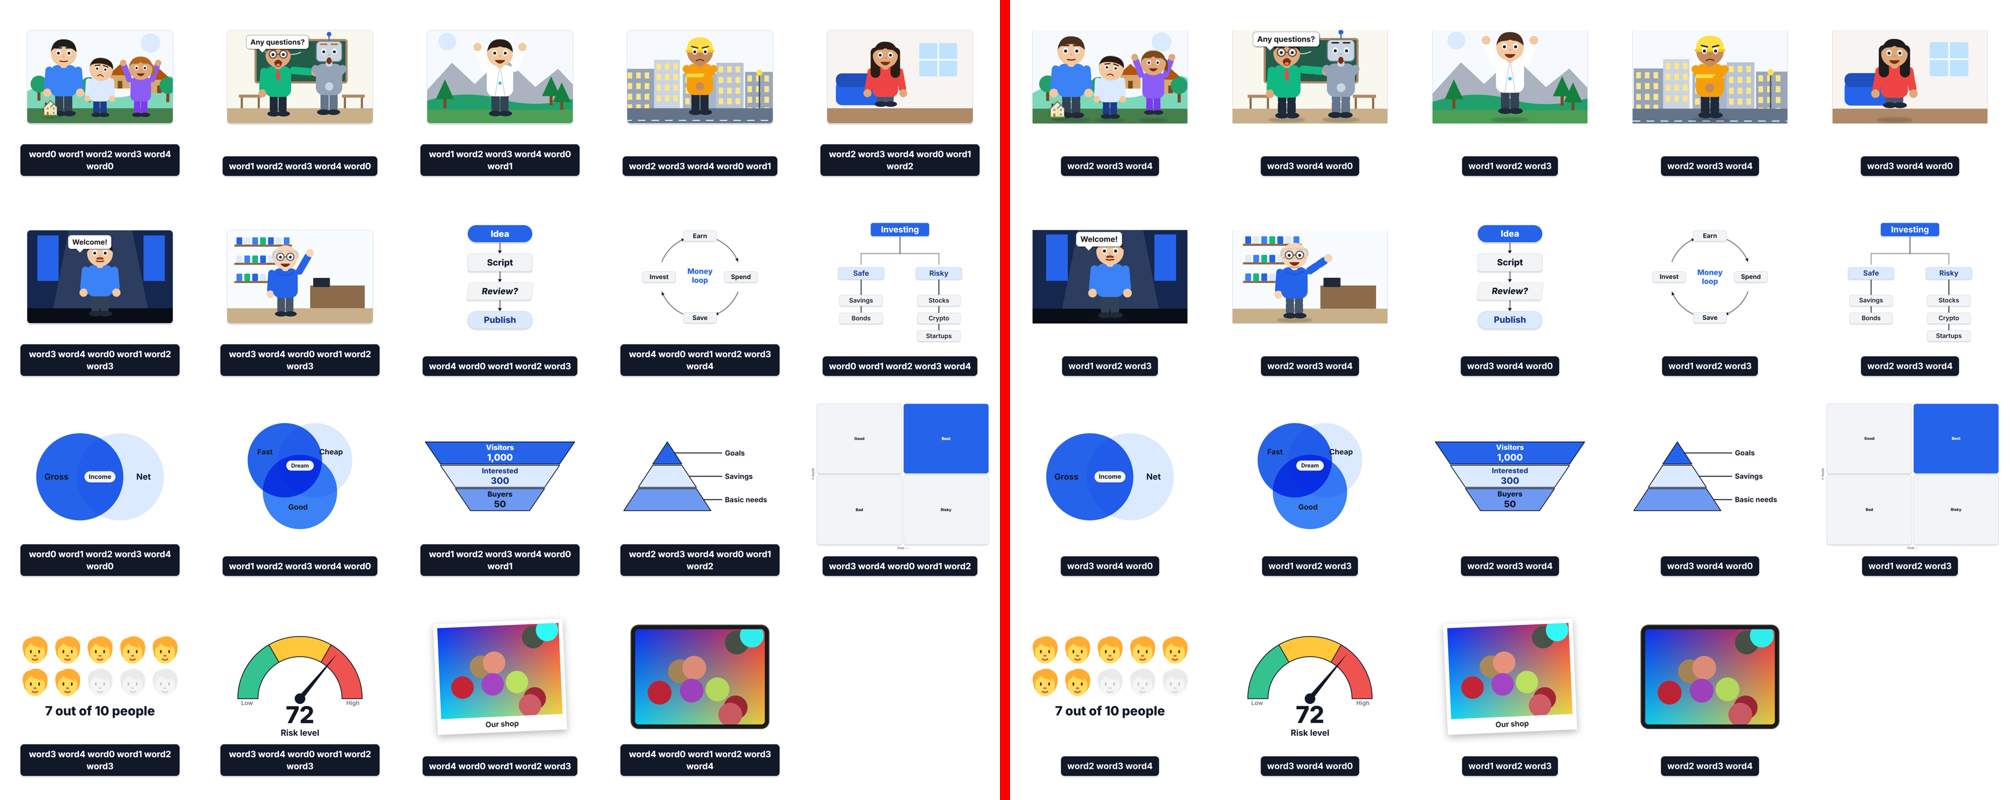 Any questions?
word0 word1 word2 word3 word4
word0
word1 word2 word3 word4 word0
word1 word2 word3 word4 word0
word1
word2 word3 word4 word0 word1
word2 word3 word4 word0 word1
word2
Welcome!
Idea
Script
Review?
Publish
Earn
Invest
Money
loop
Spend
Save
Investing
Safe
Risky
Savings
Stocks
Bonds
Crypto
Startups
word3 word4 word0 word1 word2
word3
word3 word4 word0 word1 word2
word3
word4 word0 word1 word2 word3
word4 word0 word1 word2 word3
word4
word0 word1 word2 word3 word4
Gross
Income
Net
Fast
Cheap
Dream
Good
Visitors
1,000
Interested
300
Buyers
50
Goals
Savings
Basic needs
Good
Best
Bad
Risky
word0 word1 word2 word3 word4
word0
word1 word2 word3 word4 word0
word1 word2 word3 word4 word0
word1
word2 word3 word4 word0 word1
word2
word3 word4 word0 word1 word2
7 out of 10 people
Low
High
72
Risk level
Our shop
word3 word4 word0 word1 word2
word3
word3 word4 word0 word1 word2
word3
word4 word0 word1 word2 word3
word4 word0 word1 word2 word3
word4
Any questions?
word2 word3 word4
word3 word4 word0
word1 word2 word3
word2 word3 word4
word3 word4 word0
Welcome!
Idea
Script
Review?
Publish
Earn
Invest
Money
loop
Spend
Save
Investing
Safe
Risky
Savings
Stocks
Bonds
Crypto
Startups
word1 word2 word3
word2 word3 word4
word3 word4 word0
word1 word2 word3
word2 word3 word4
Gross
Income
Net
Fast
Cheap
Dream
Good
Visitors
1,000
Interested
300
Buyers
50
Goals
Savings
Basic needs
Good
Best
Bad
Risky
word3 word4 word0
word1 word2 word3
word2 word3 word4
word3 word4 word0
word1 word2 word3
7 out of 10 people
Low
High
72
Risk level
Our shop
word2 word3 word4
word3 word4 word0
word1 word2 word3
word2 word3 word4